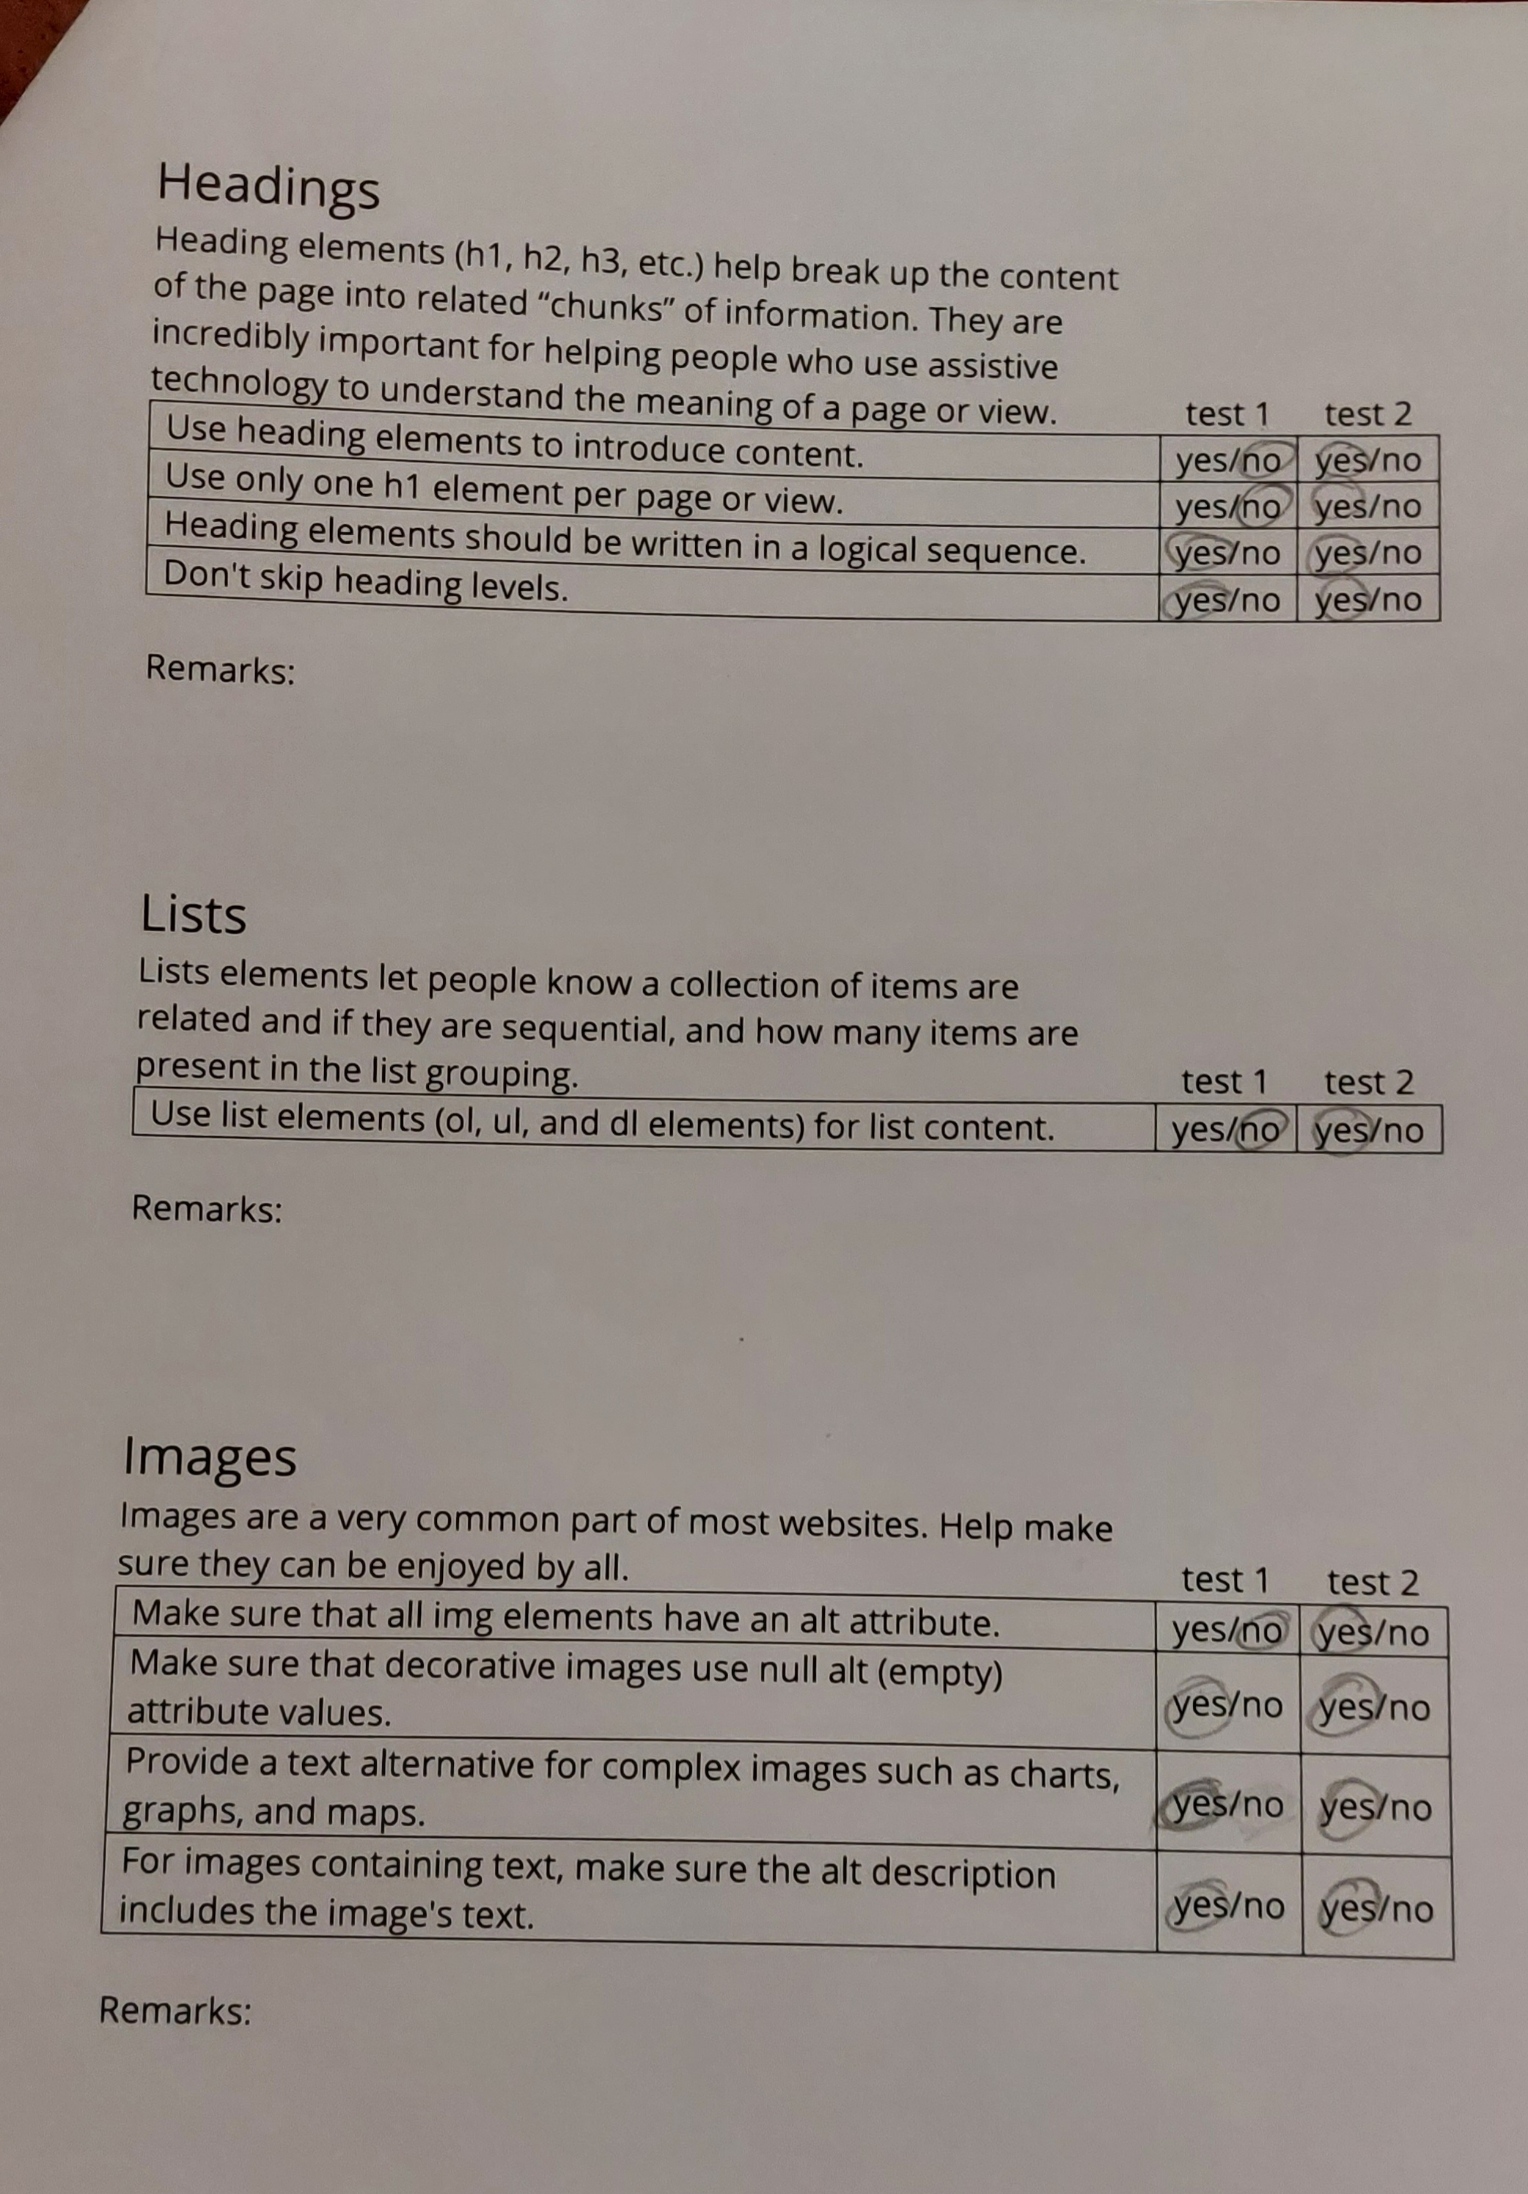 Headings
Heading elements (h1, h2, h3, etc.) help break up the content
of the page into related “chunks” of information. They are
incredibly important for helping people who use assistive
technology to understand the meaning of a page or view. test 1 test 2
Use heading elements to introduce content. yes/no yes/no
Use only one h1 element per page or view. yes/no yes/no
Heading elements should be written in a logical sequence. yes/no yes/no
Don't skip heading levels. yes/no yes/no
Remarks:
Lists
Lists elements let people know a collection of items are
related and if they are sequential, and how many items are
present in the list grouping. test 1 test 2
Use list elements (ol, ul, and dl elements) for list content. yes/no yes/no
Remarks:
Images
Images are a very common part of most websites. Help make
sure they can be enjoyed by all. test 1 test 2
Make sure that all img elements have an alt attribute. yes/no yes/no
Make sure that decorative images use null alt (empty)
attribute values. yes/no yes/no
Provide a text alternative for complex images such as charts,
graphs, and maps. yes/no yes/no
For images containing text, make sure the alt description
includes the image's text. yes/no yes/no
Remarks: